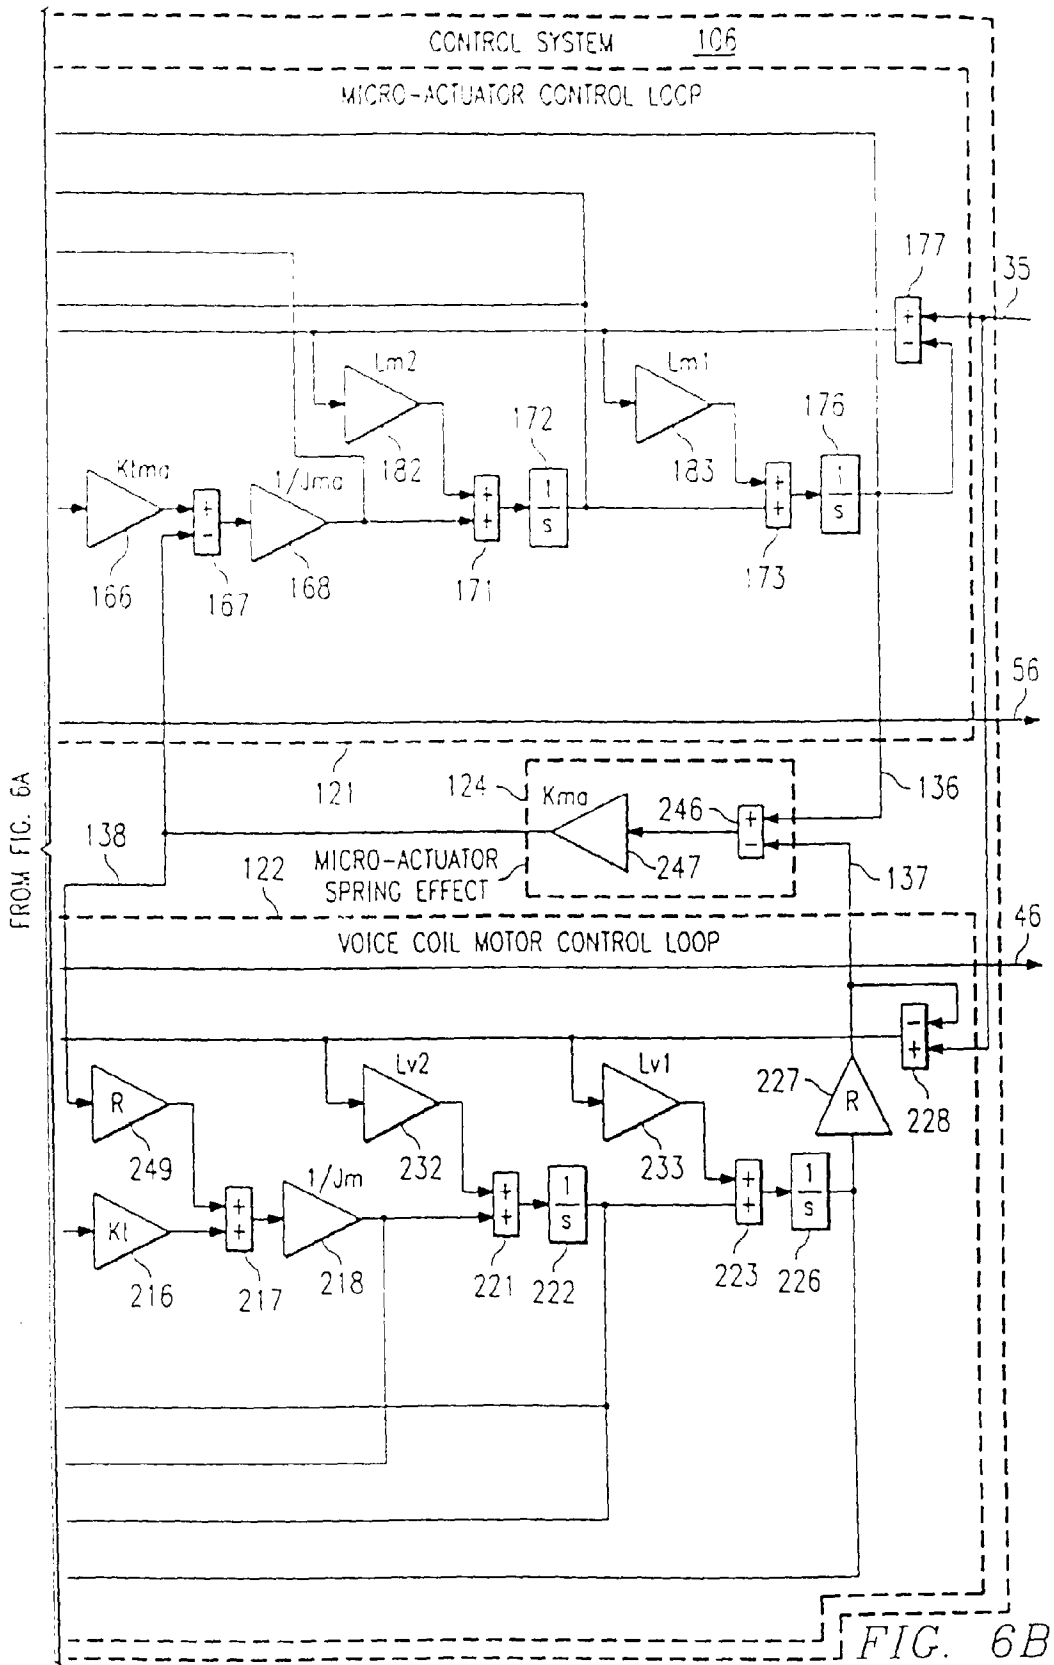 CONTROL SYSTEM 106
MICRO-ACTUATOR CONTROL LOOP
177
35
+
-
Lm2
Lm1
172
176
Ktma
182
183
1/Jma
1
s
1
s
+
+
+
+
+
-
166
167
168
171
173
56
FROM FIG. 6A
121
124
136
Kma
246
+
-
138
122
MICRO-ACTUATOR
SPRING EFFECT
247
137
VOICE COIL MOTOR CONTROL LOOP
46
-
+
Lv2
Lv1
227
R
228
R
249
232
233
1/Jm
1
s
1
s
+
+
+
+
+
+
Kt
216
217
218
221
222
223
226
FIG. 6B